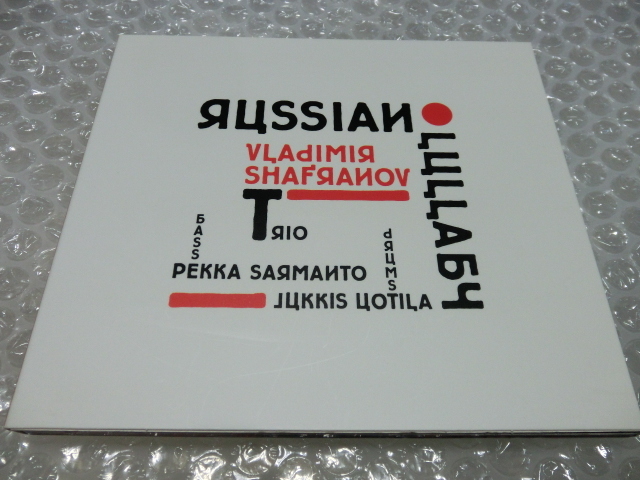 RUSSIAN
LULLABY
VLADIMIR
SHAFRANOV
TRIO
BASS
PEKKA SARMANTO
DRUMS
JUKKIS UOTILA